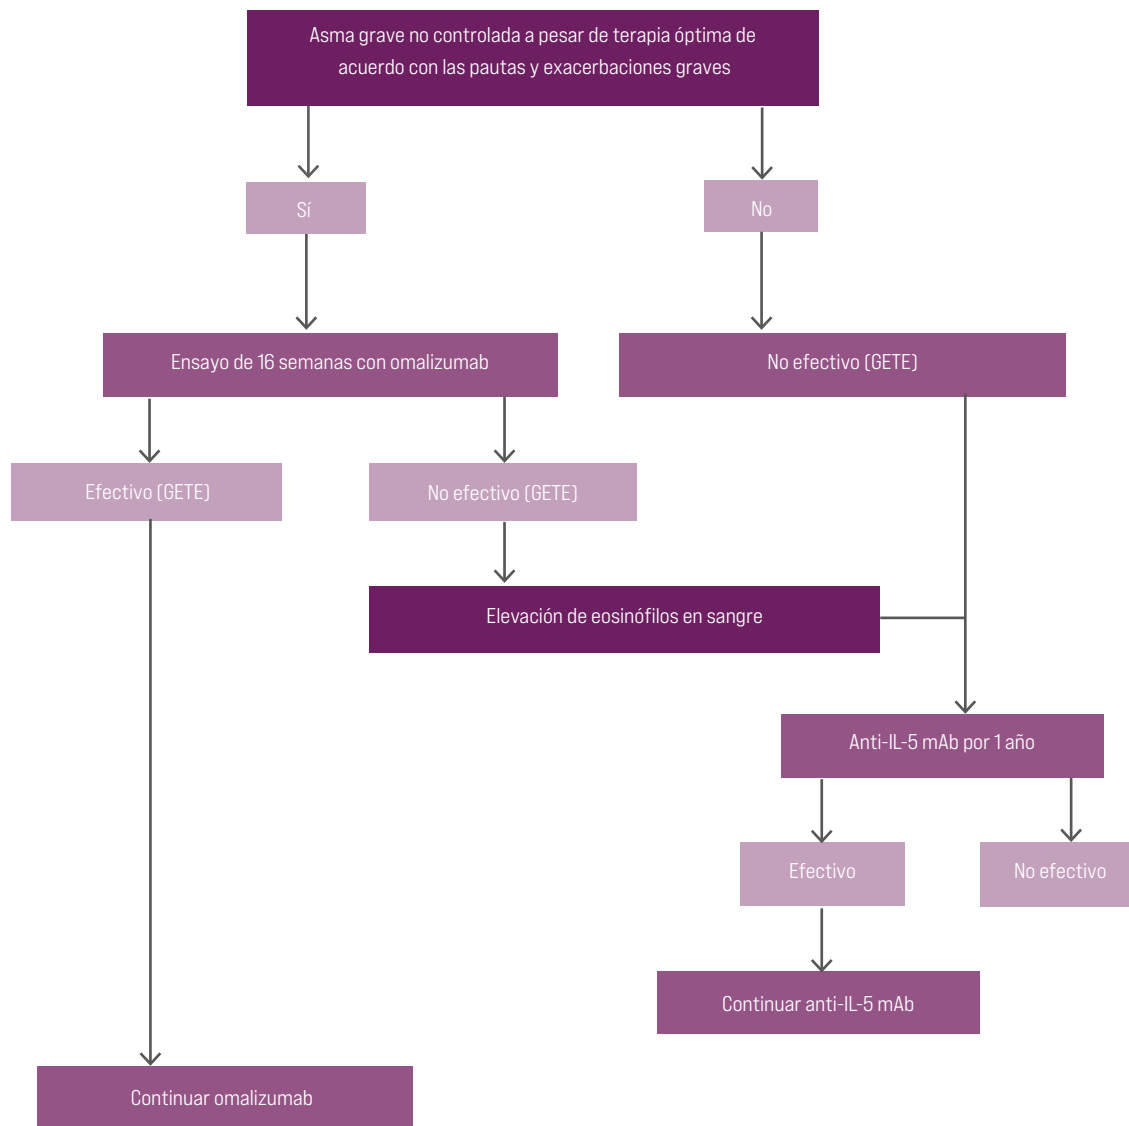 Asma grave no controlada a pesar de terapia óptima de
acuerdo con las pautas y exacerbaciones graves
Sí
No
Ensayo de 16 semanas con omalizumab
No efectivo (GETE)
Efectivo (GETE)
No efectivo (GETE)
Elevación de eosinófilos en sangre
Anti-IL-5 mAb por 1 año
Efectivo
No efectivo
Continuar anti-IL-5 mAb
Continuar omalizumab